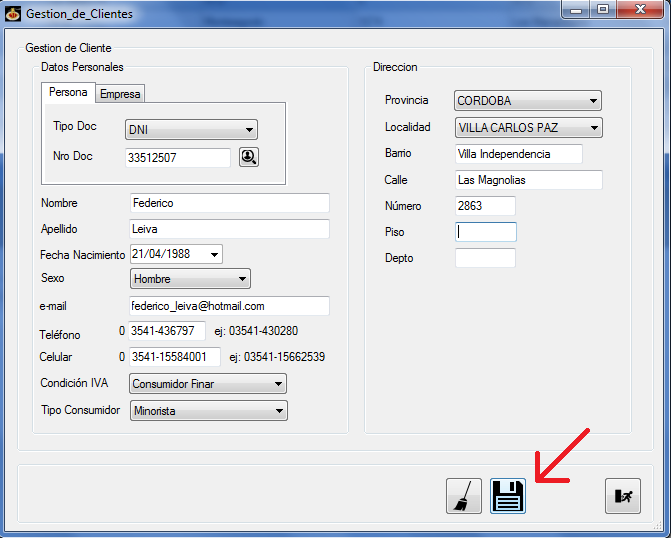 Gestion_de_Clientes
Gestion de Cliente
Datos Personales
Persona Empresa
Tipo Doc DNI
Nro Doc 33512507
Nombre Federico
Apellido Leiva
Fecha Nacimiento 21/04/1988
Sexo Hombre
e-mail federico_leiva@hotmail.com
Teléfono 0 3541-436797 ej: 03541-430280
Celular 0 3541-15584001 ej: 03541-15662539
Condición IVA Consumidor Finar
Tipo Consumidor Minorista
Direccion
Provincia CORDOBA
Localidad VILLA CARLOS PAZ
Barrio Villa Independencia
Calle Las Magnolias
Número 2863
Piso
Depto